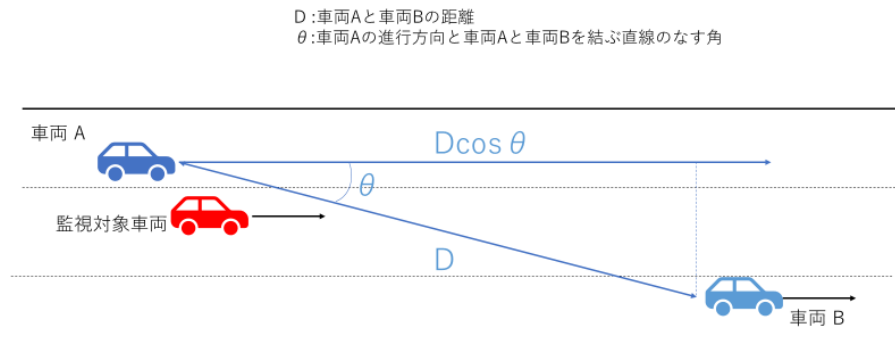 D :車両Aと車両Bの距離
θ:車両Aの進行方向と車両Aと車両Bを結ぶ直線のなす角
車両 A
Dcos θ
θ
監視対象車両
D
車両 B